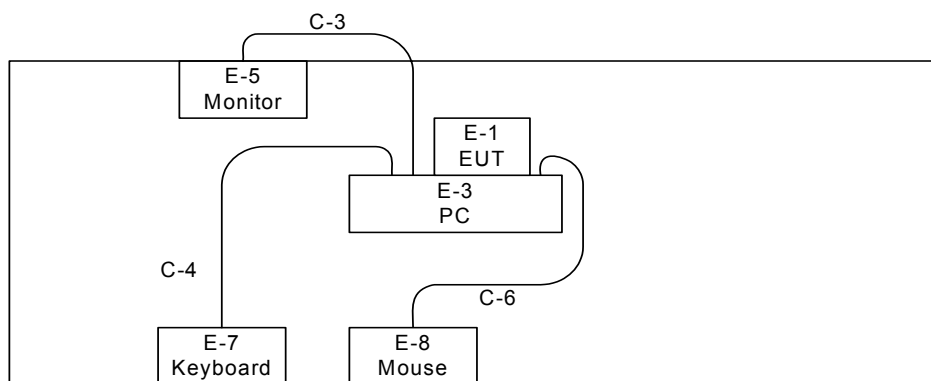 C-3
E-5
Monitor
E-1
EUT
E-3
PC
C-4
C-6
E-7
Keyboard
E-8
Mouse